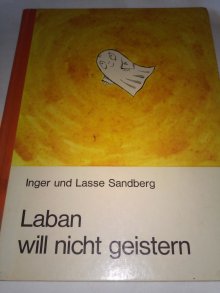 Inger und Lasse Sandberg
Laban
will nicht geistern